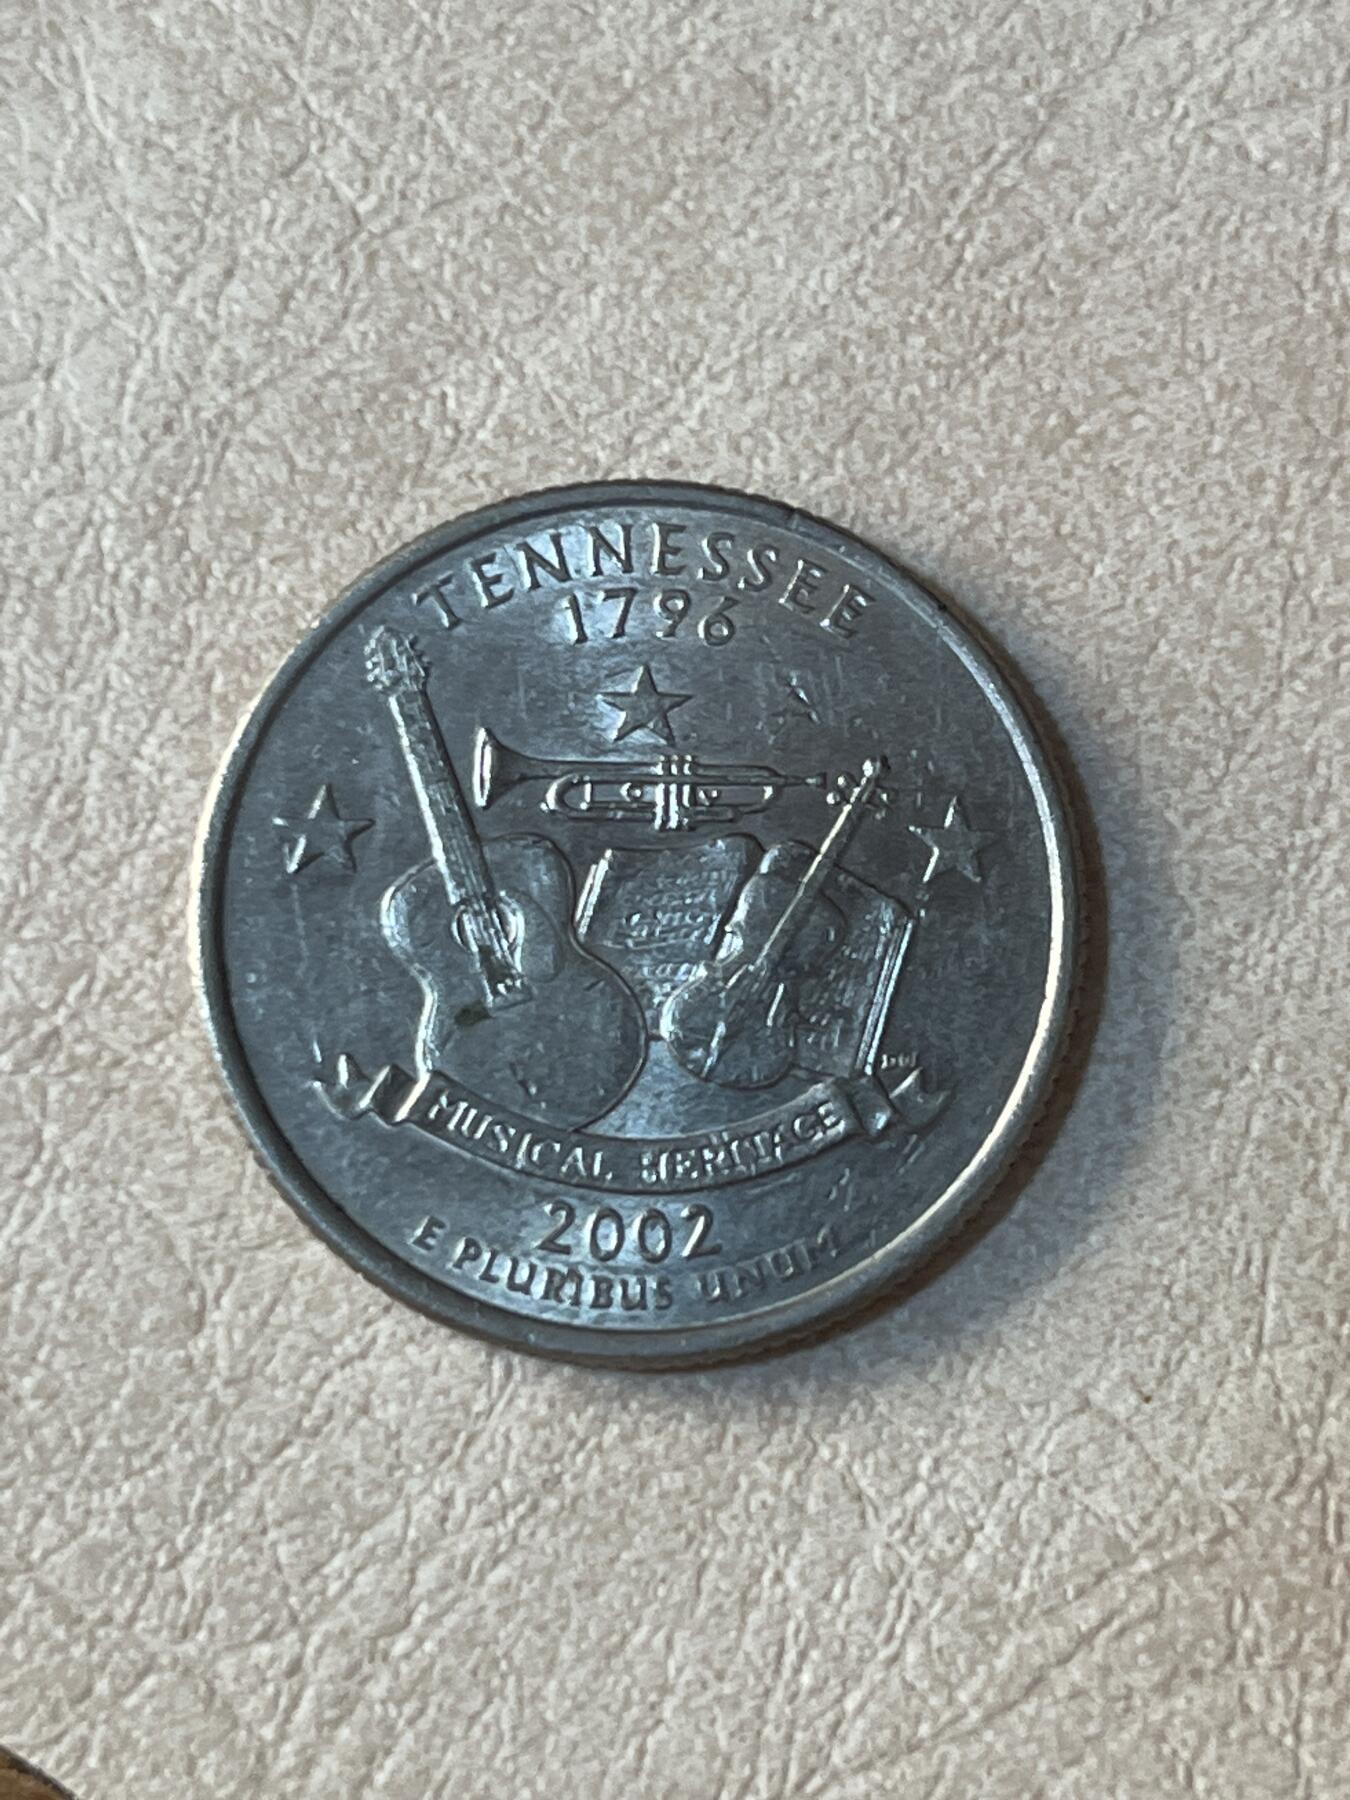 TENNESSEE
1796
MUSICAL HERITAGE
2002
E PLURIBUS UNUM